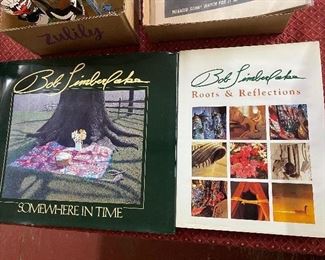 zulily
Bob Timberlake
SOMEWHERE IN TIME
Bob Timberlake
Roots & Reflections